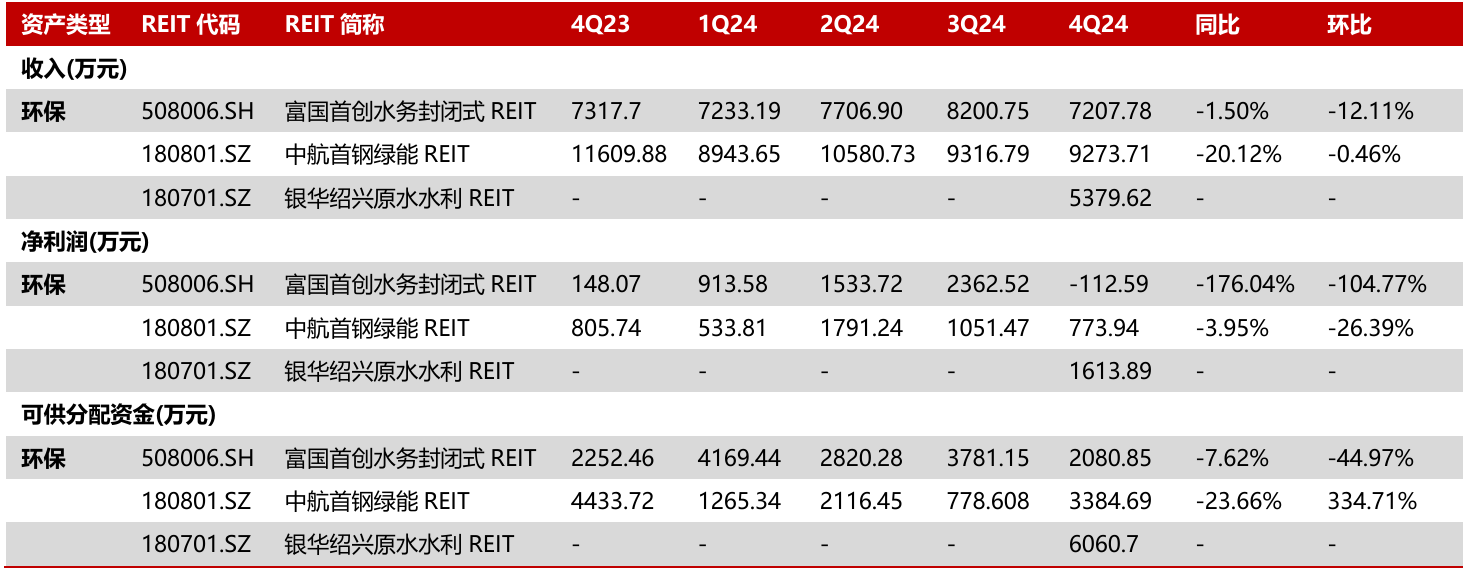 资产类型 REIT 代码 REIT 简称 4Q23 1Q24 2Q24 3Q24 4Q24 同比 环比
收入(万元)
环保 508006.SH 富国首创水务封闭式 REIT 7317.7 7233.19 7706.90 8200.75 7207.78 -1.50% -12.11%
180801.SZ 中航首钢绿能 REIT 11609.88 8943.65 10580.73 9316.79 9273.71 -20.12% -0.46%
180701.SZ 银华绍兴原水水利 REIT - - - - 5379.62 - -
净利润(万元)
环保 508006.SH 富国首创水务封闭式 REIT 148.07 913.58 1533.72 2362.52 -112.59 -176.04% -104.77%
180801.SZ 中航首钢绿能 REIT 805.74 533.81 1791.24 1051.47 773.94 -3.95% -26.39%
180701.SZ 银华绍兴原水水利 REIT - - - - 1613.89 - -
可供分配资金(万元)
环保 508006.SH 富国首创水务封闭式 REIT 2252.46 4169.44 2820.28 3781.15 2080.85 -7.62% -44.97%
180801.SZ 中航首钢绿能 REIT 4433.72 1265.34 2116.45 778.608 3384.69 -23.66% 334.71%
180701.SZ 银华绍兴原水水利 REIT - - - - 6060.7 - -